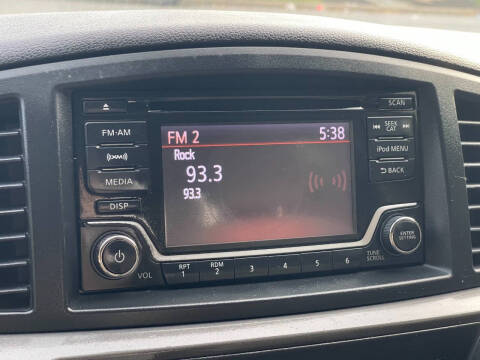 SCAN
FM·AM
FM 2 5:38
SEEK
CAT
Rock
((XM))
93.3
iPod MENU
MEDIA
93.3
BACK
DISP
ENTER
SETTING
VOL
RPT
1
RDM
2
3
4
5
6
TUNE
SCROLL